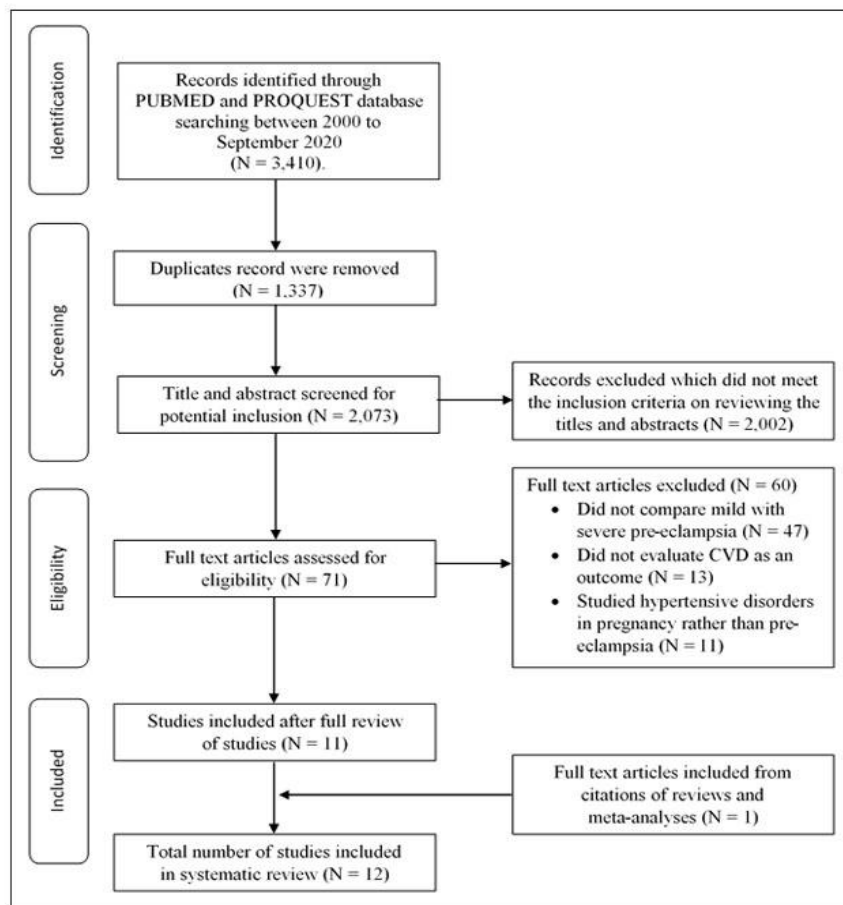 Identification
Records identified through
PUBMED and PROQUEST database
searching between 2000 to
September 2020
(N = 3,410).
Screening
Duplicates record were removed
(N = 1,337)
Title and abstract screened for
potential inclusion (N = 2,073)
Records excluded which did not meet
the inclusion criteria on reviewing the
titles and abstracts (N = 2,002)
Eligibility
Full text articles assessed for
eligibility (N = 71)
Full text articles excluded (N = 60)
• Did not compare mild with
severe pre-eclampsia (N = 47)
• Did not evaluate CVD as an
outcome (N = 13)
• Studied hypertensive disorders
in pregnancy rather than pre-
eclampsia (N = 11)
Included
Studies included after full review
of studies (N = 11)
Full text articles included from
citations of reviews and
meta-analyses (N = 1)
Total number of studies included
in systematic review (N = 12)